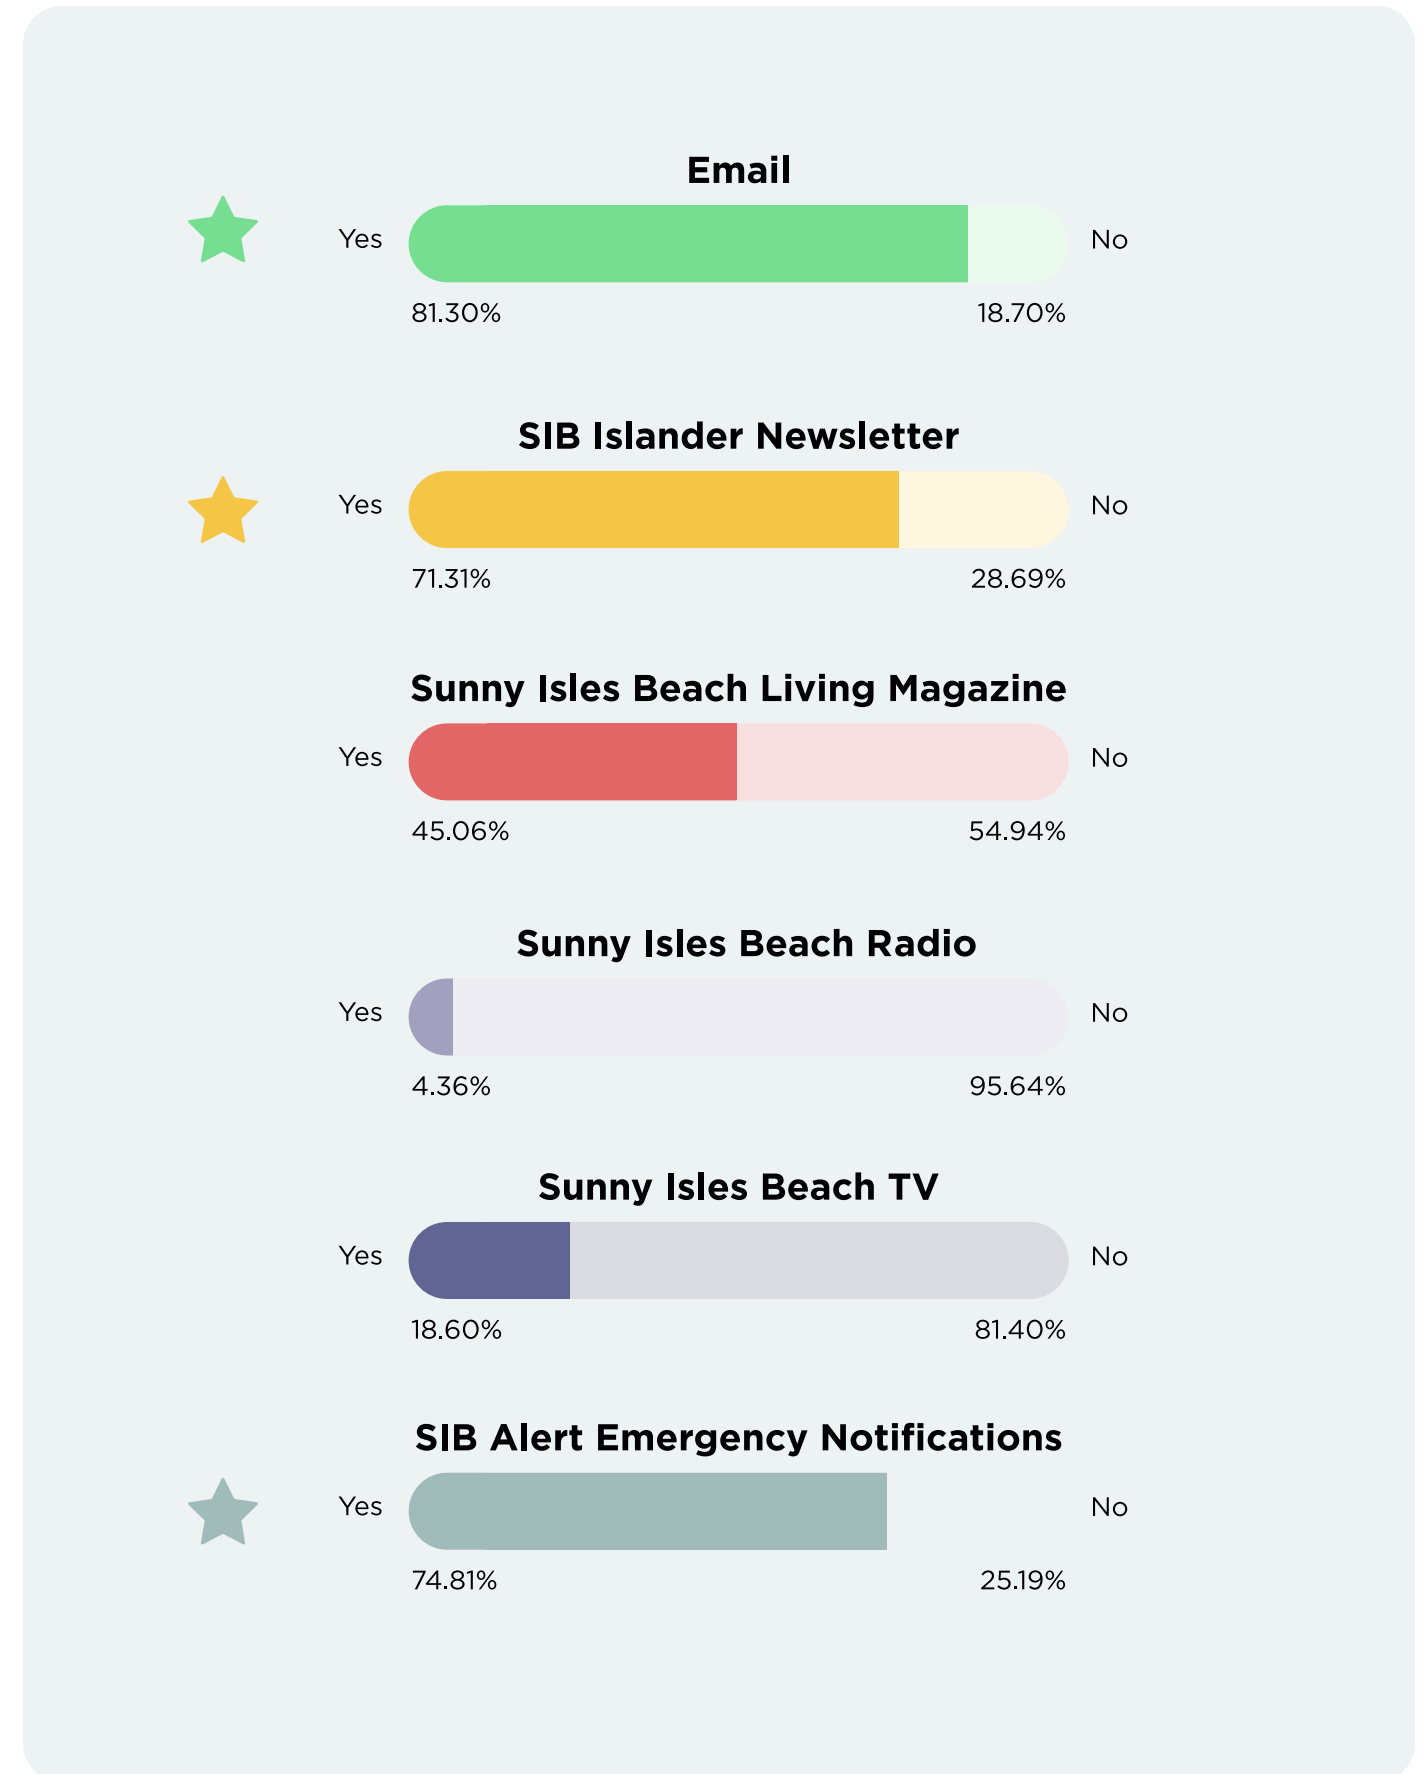 Email
Yes No
81.30% 18.70%
SIB Islander Newsletter
Yes No
71.31% 28.69%
Sunny Isles Beach Living Magazine
Yes No
45.06% 54.94%
Sunny Isles Beach Radio
Yes No
4.36% 95.64%
Sunny Isles Beach TV
Yes No
18.60% 81.40%
SIB Alert Emergency Notifications
Yes No
74.81% 25.19%